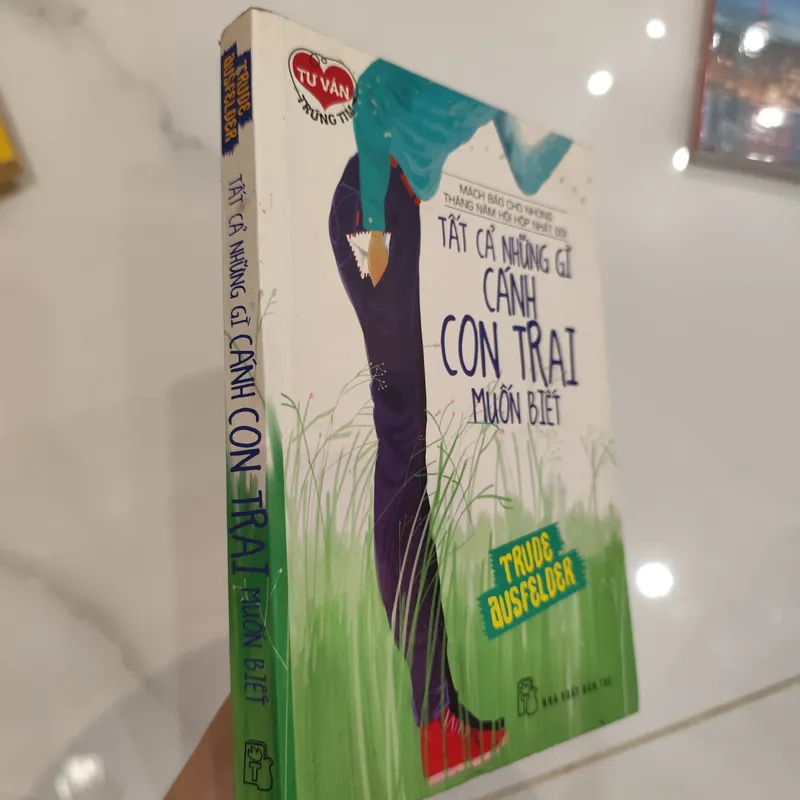 TRUDE
AUSFELDER
TẤT CẢ NHỮNG GÌ CÁNH CON TRAI MUỐN BIẾT
TƯ VẤN
TRÚNG TIM
MÁCH BẢO CHO NHỮNG
THÁNG NĂM HỒI HỘP NHẤT ĐỜI
TẤT CẢ NHỮNG GÌ
CÁNH
CON TRAI
MUỐN BIẾT
TRUDE
AUSFELDER
NHÀ XUẤT BẢN TRẺ